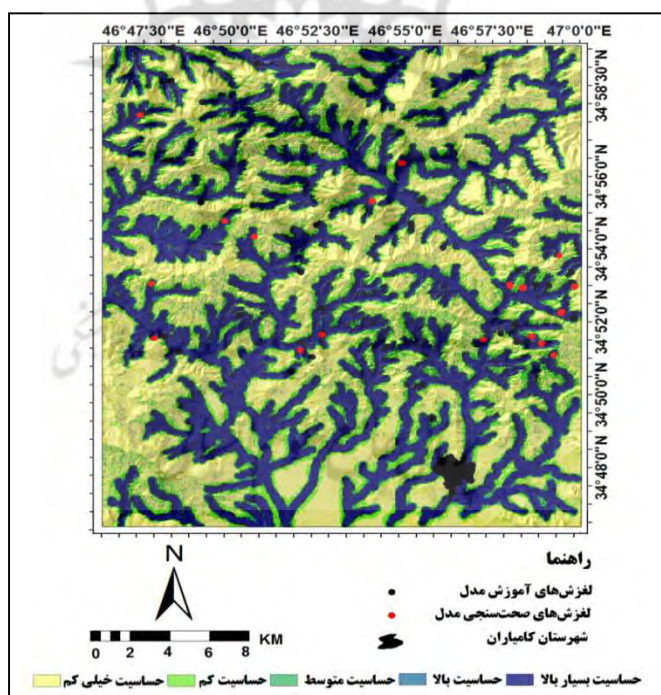 46°47'30"E 46°50'0"E 46°52'30"E 46°55'0"E 46°57'30"E 47°0'0"E
34°58'30"N
34°56'0"N
34°54'0"N
34°52'0"N
34°50'0"N
34°48'0"N
N
0 2 4 6 8 KM
راهنما
لغزش‌های آموزش مدل
لغزش‌های صحت‌سنجی مدل
شهرستان کامیاران
حساسیت بسیار بالا حساسیت بالا حساسیت متوسط حساسیت کم حساسیت خیلی کم